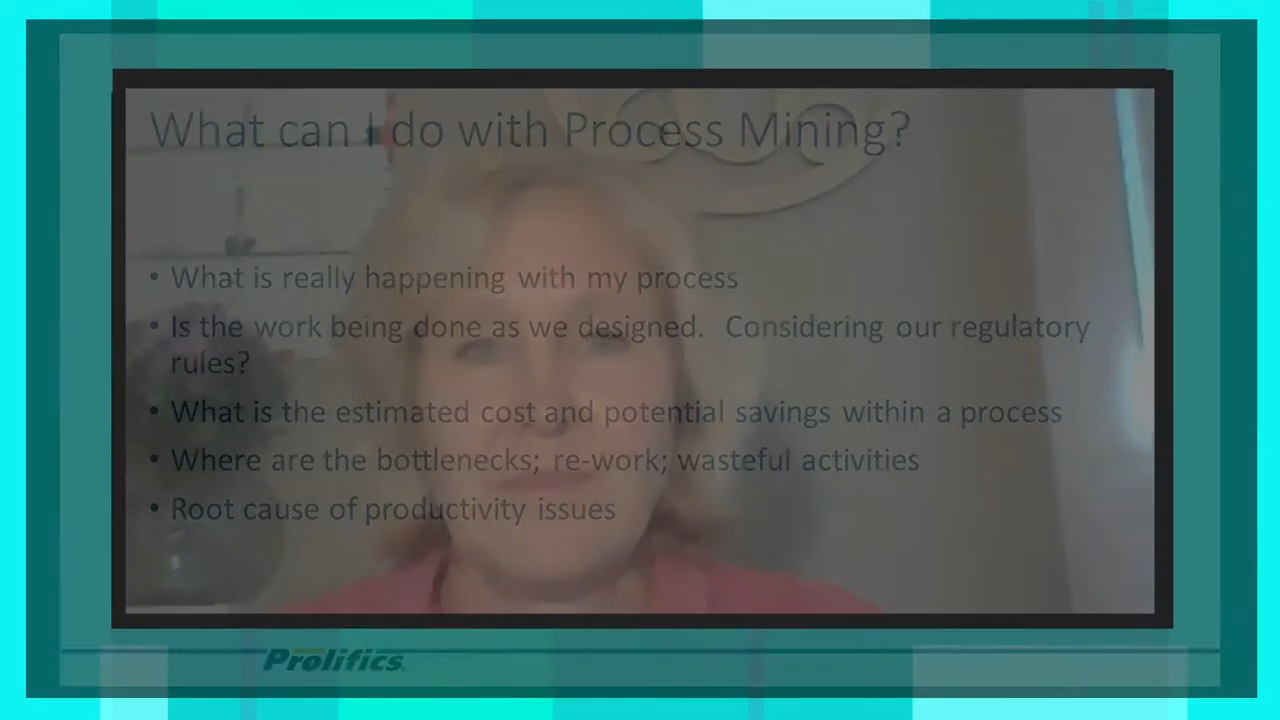 What can I do with Process Mining?
• What is really happening with my process
• Is the work being done as we designed.  Considering our regulatory
rules?
• What is the estimated cost and potential savings within a process
• Where are the bottlenecks; re-work; wasteful activities
• Root cause of productivity issues
Prolifics